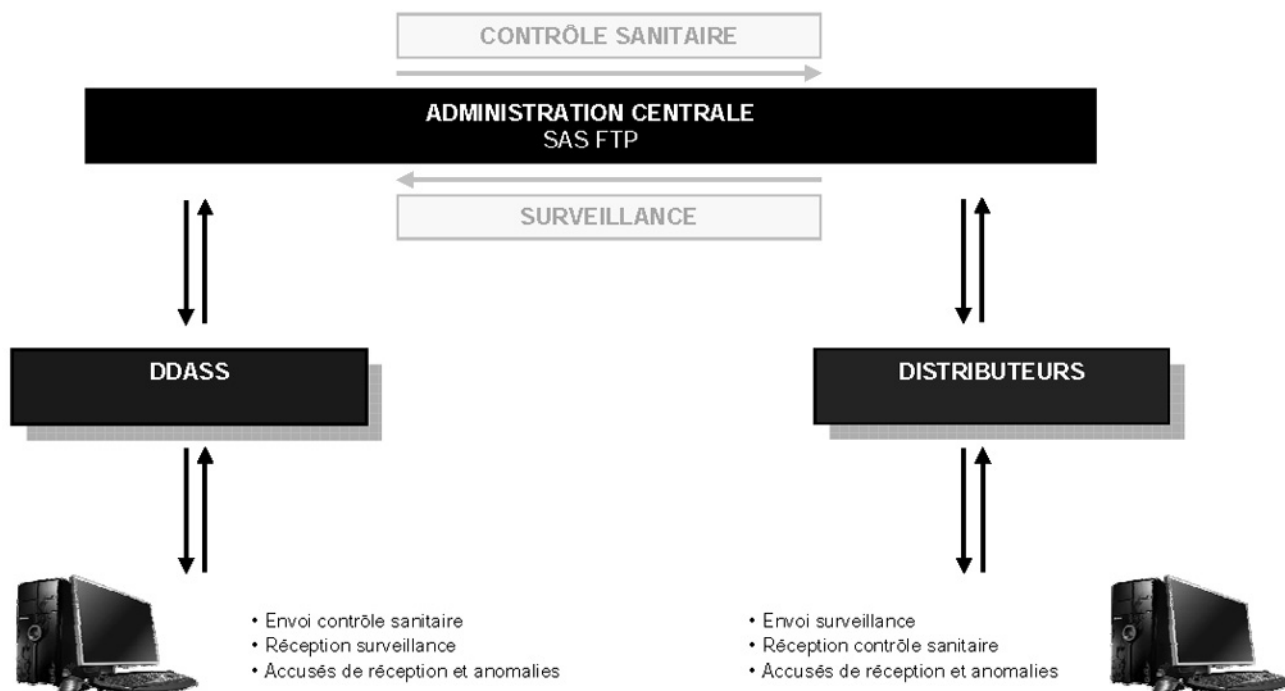 CONTRÔLE SANITAIRE
ADMINISTRATION CENTRALE
SAS FTP
SURVEILLANCE
DDASS
DISTRIBUTEURS
• Envoi contrôle sanitaire
• Réception surveillance
• Accusés de réception et anomalies
• Envoi surveillance
• Réception contrôle sanitaire
• Accusés de réception et anomalies